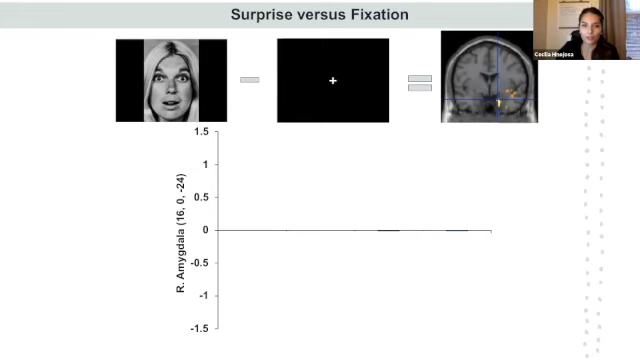 Surprise versus Fixation
Cecilia Hinojosa
R. Amygdala (16, 0, -24)
1.5
1
0.5
0
-0.5
-1
-1.5